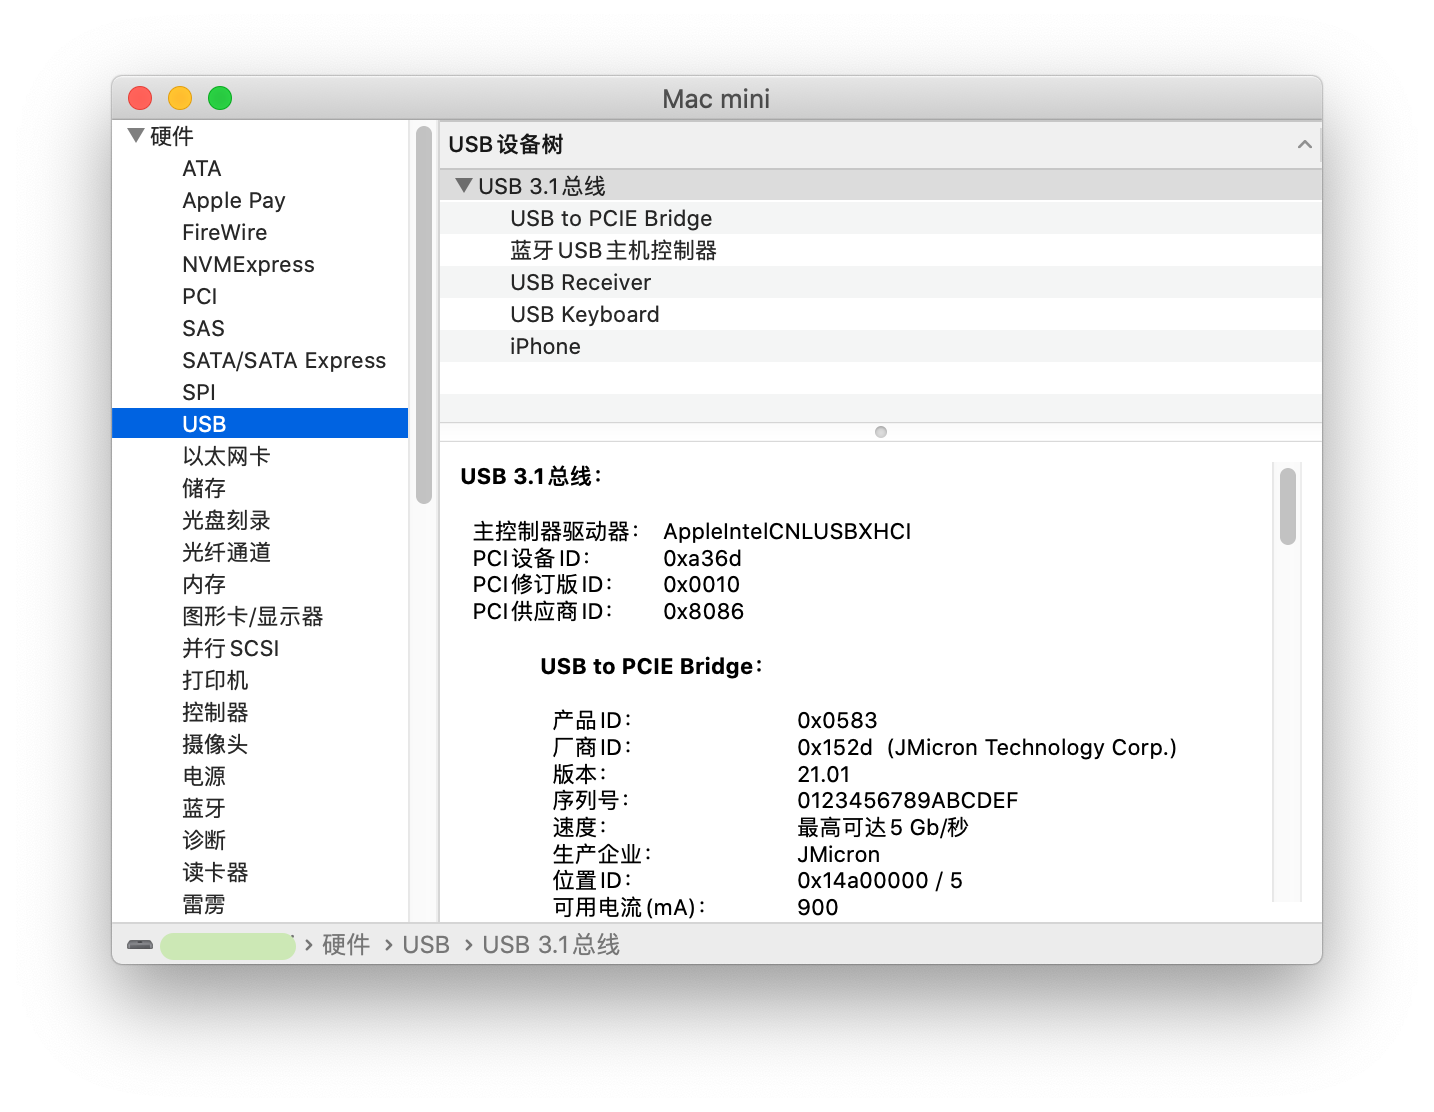 Mac mini
硬件
ATA
Apple Pay
FireWire
NVMExpress
PCI
SAS
SATA/SATA Express
SPI
USB
以太网卡
储存
光盘刻录
光纤通道
内存
图形卡/显示器
并行SCSI
打印机
控制器
摄像头
电源
蓝牙
诊断
读卡器
雷雳
USB设备树
USB 3.1总线
USB to PCIE Bridge
蓝牙USB主机控制器
USB Receiver
USB Keyboard
iPhone
USB 3.1总线：
主控制器驱动器： AppleIntelCNLUSBXHCI
PCI设备ID： 0xa36d
PCI修订版ID： 0x0010
PCI供应商ID： 0x8086
USB to PCIE Bridge：
产品ID： 0x0583
厂商ID： 0x152d (JMicron Technology Corp.)
版本： 21.01
序列号： 0123456789ABCDEF
速度： 最高可达5 Gb/秒
生产企业： JMicron
位置ID： 0x14a00000 / 5
可用电流(mA)： 900
› 硬件 › USB › USB 3.1总线